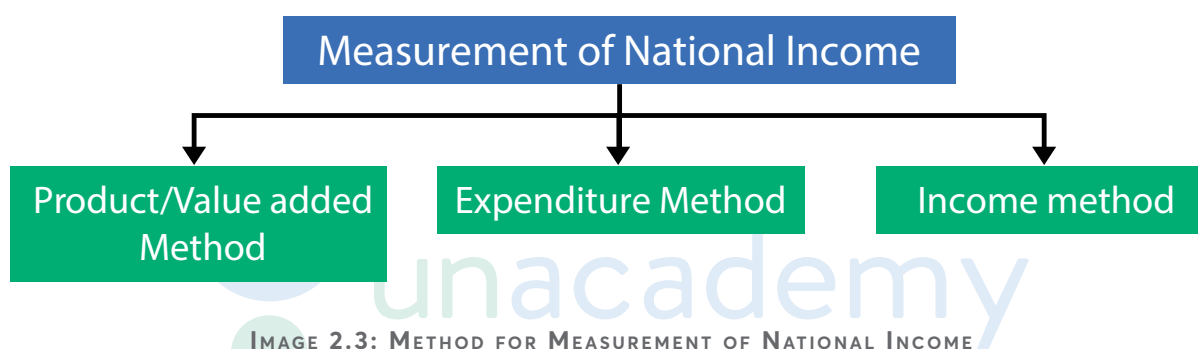 Measurement of National Income
Product/Value added
Method
Expenditure Method
Income method
unacademy
IMAGE 2.3: METHOD FOR MEASUREMENT OF NATIONAL INCOME